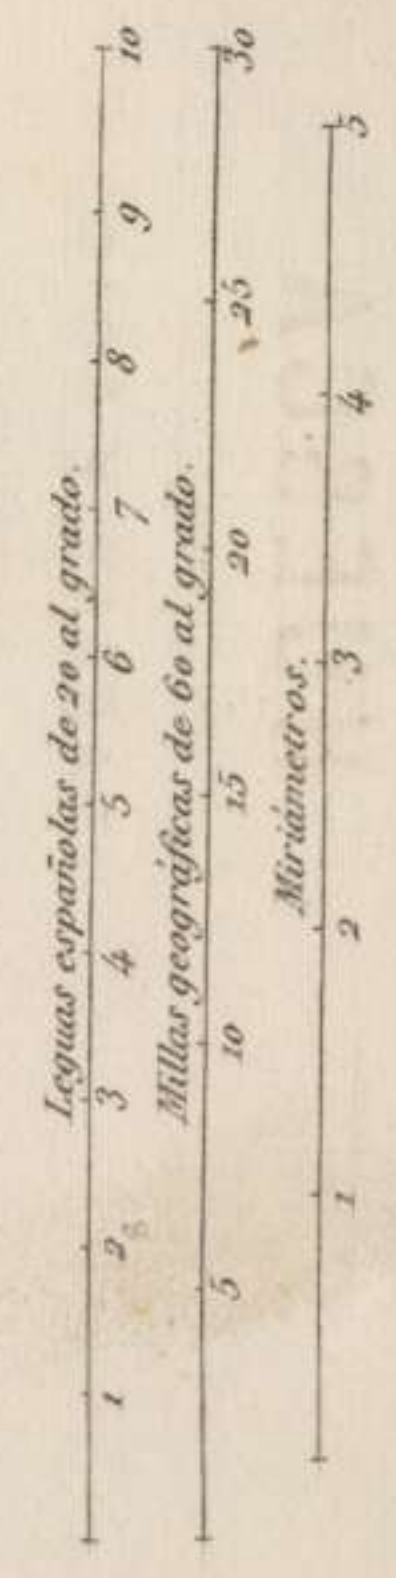 Leguas españolas de 20 al grado.
1 2 3 4 5 6 7 8 9 10
Millas geográficas de 60 al grado.
5 10 15 20 25 30
Miriámetros.
1 2 3 4 5